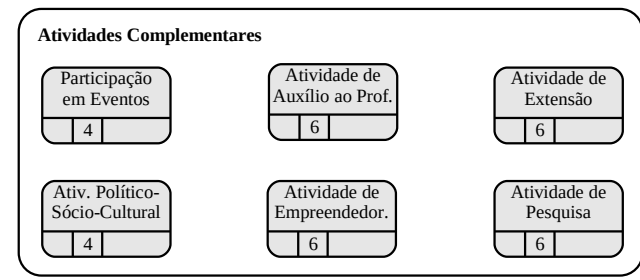 Atividades Complementares
Participação
em Eventos
4
Atividade de
Auxílio ao Prof.
6
Atividade de
Extensão
6
Ativ. Político-
Sócio-Cultural
4
Atividade de
Empreendedor.
6
Atividade de
Pesquisa
6